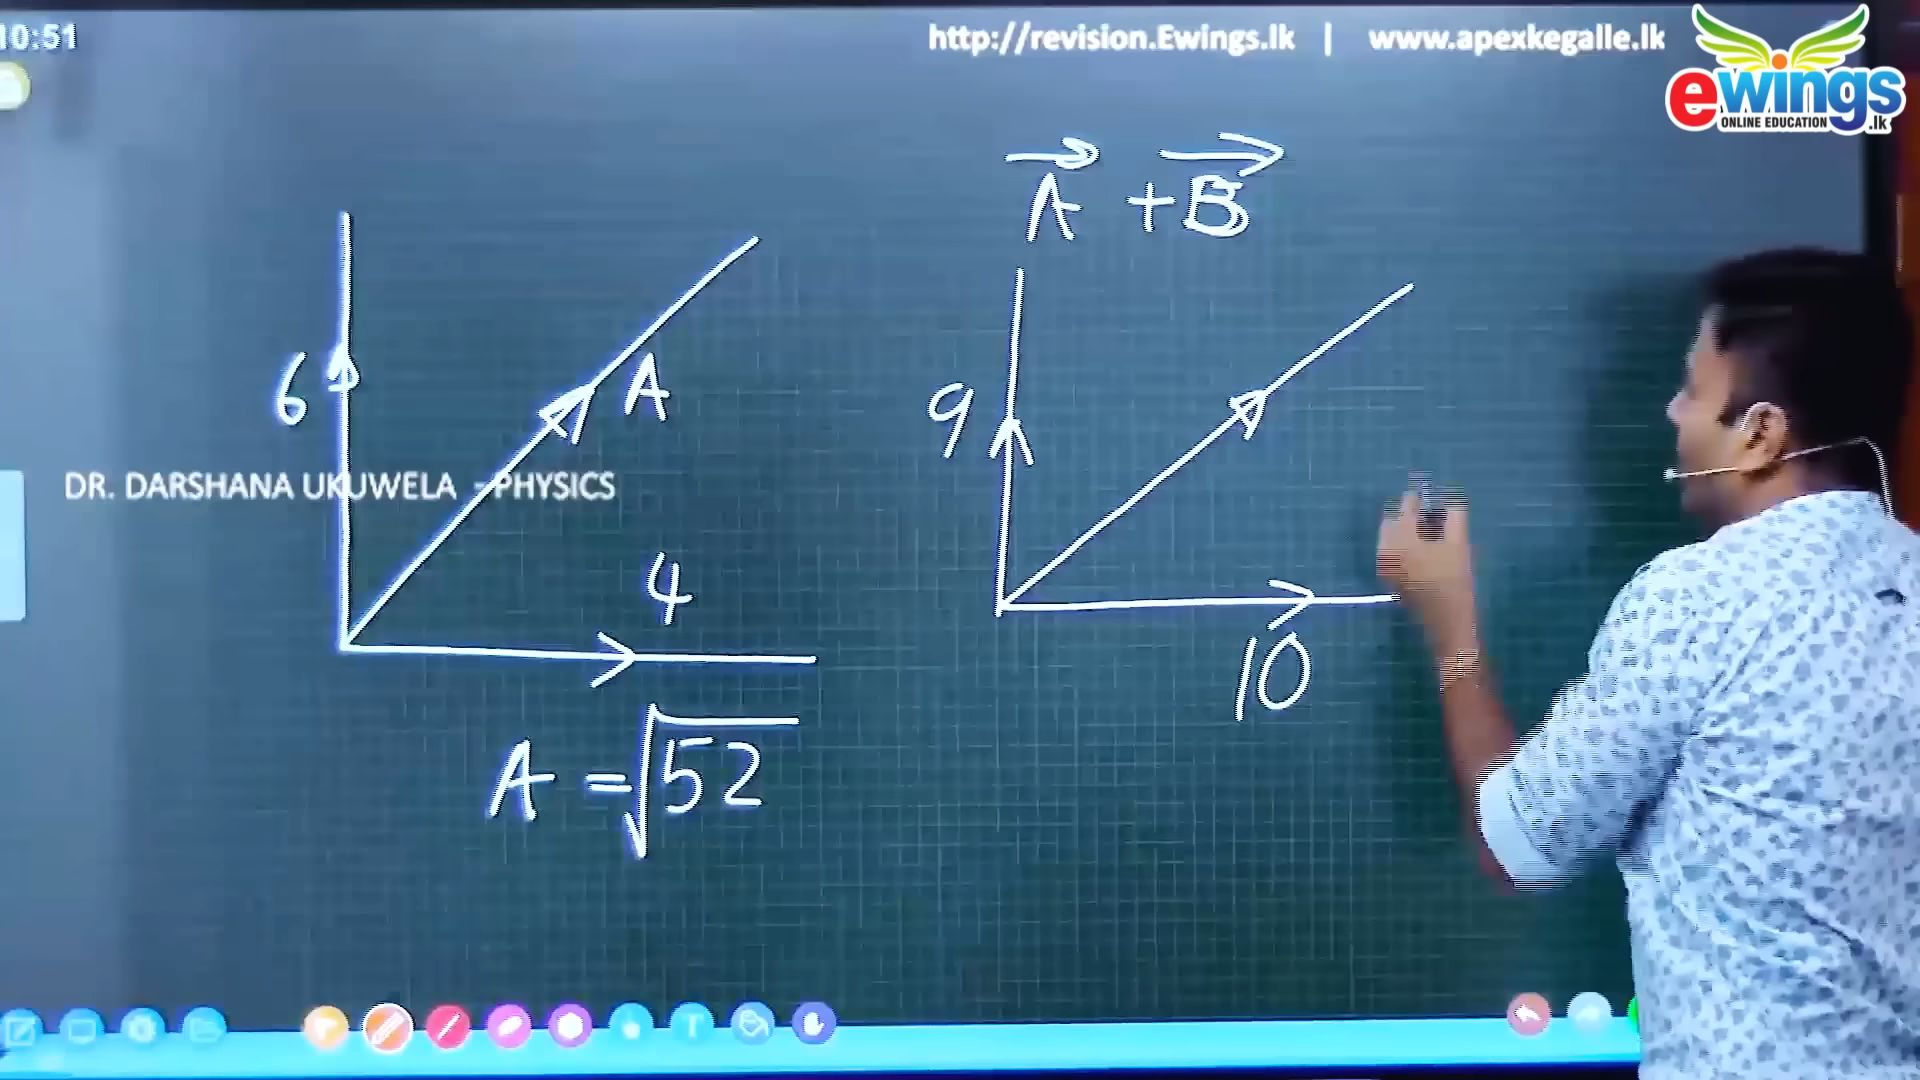 10:51
http://revision.Ewings.lk | www.apexkegalle.lk
ewings
ONLINE EDUCATION
.lk
A + B
6
A
9
DR. DARSHANA UKUWELA - PHYSICS
4
10
A = √52
T